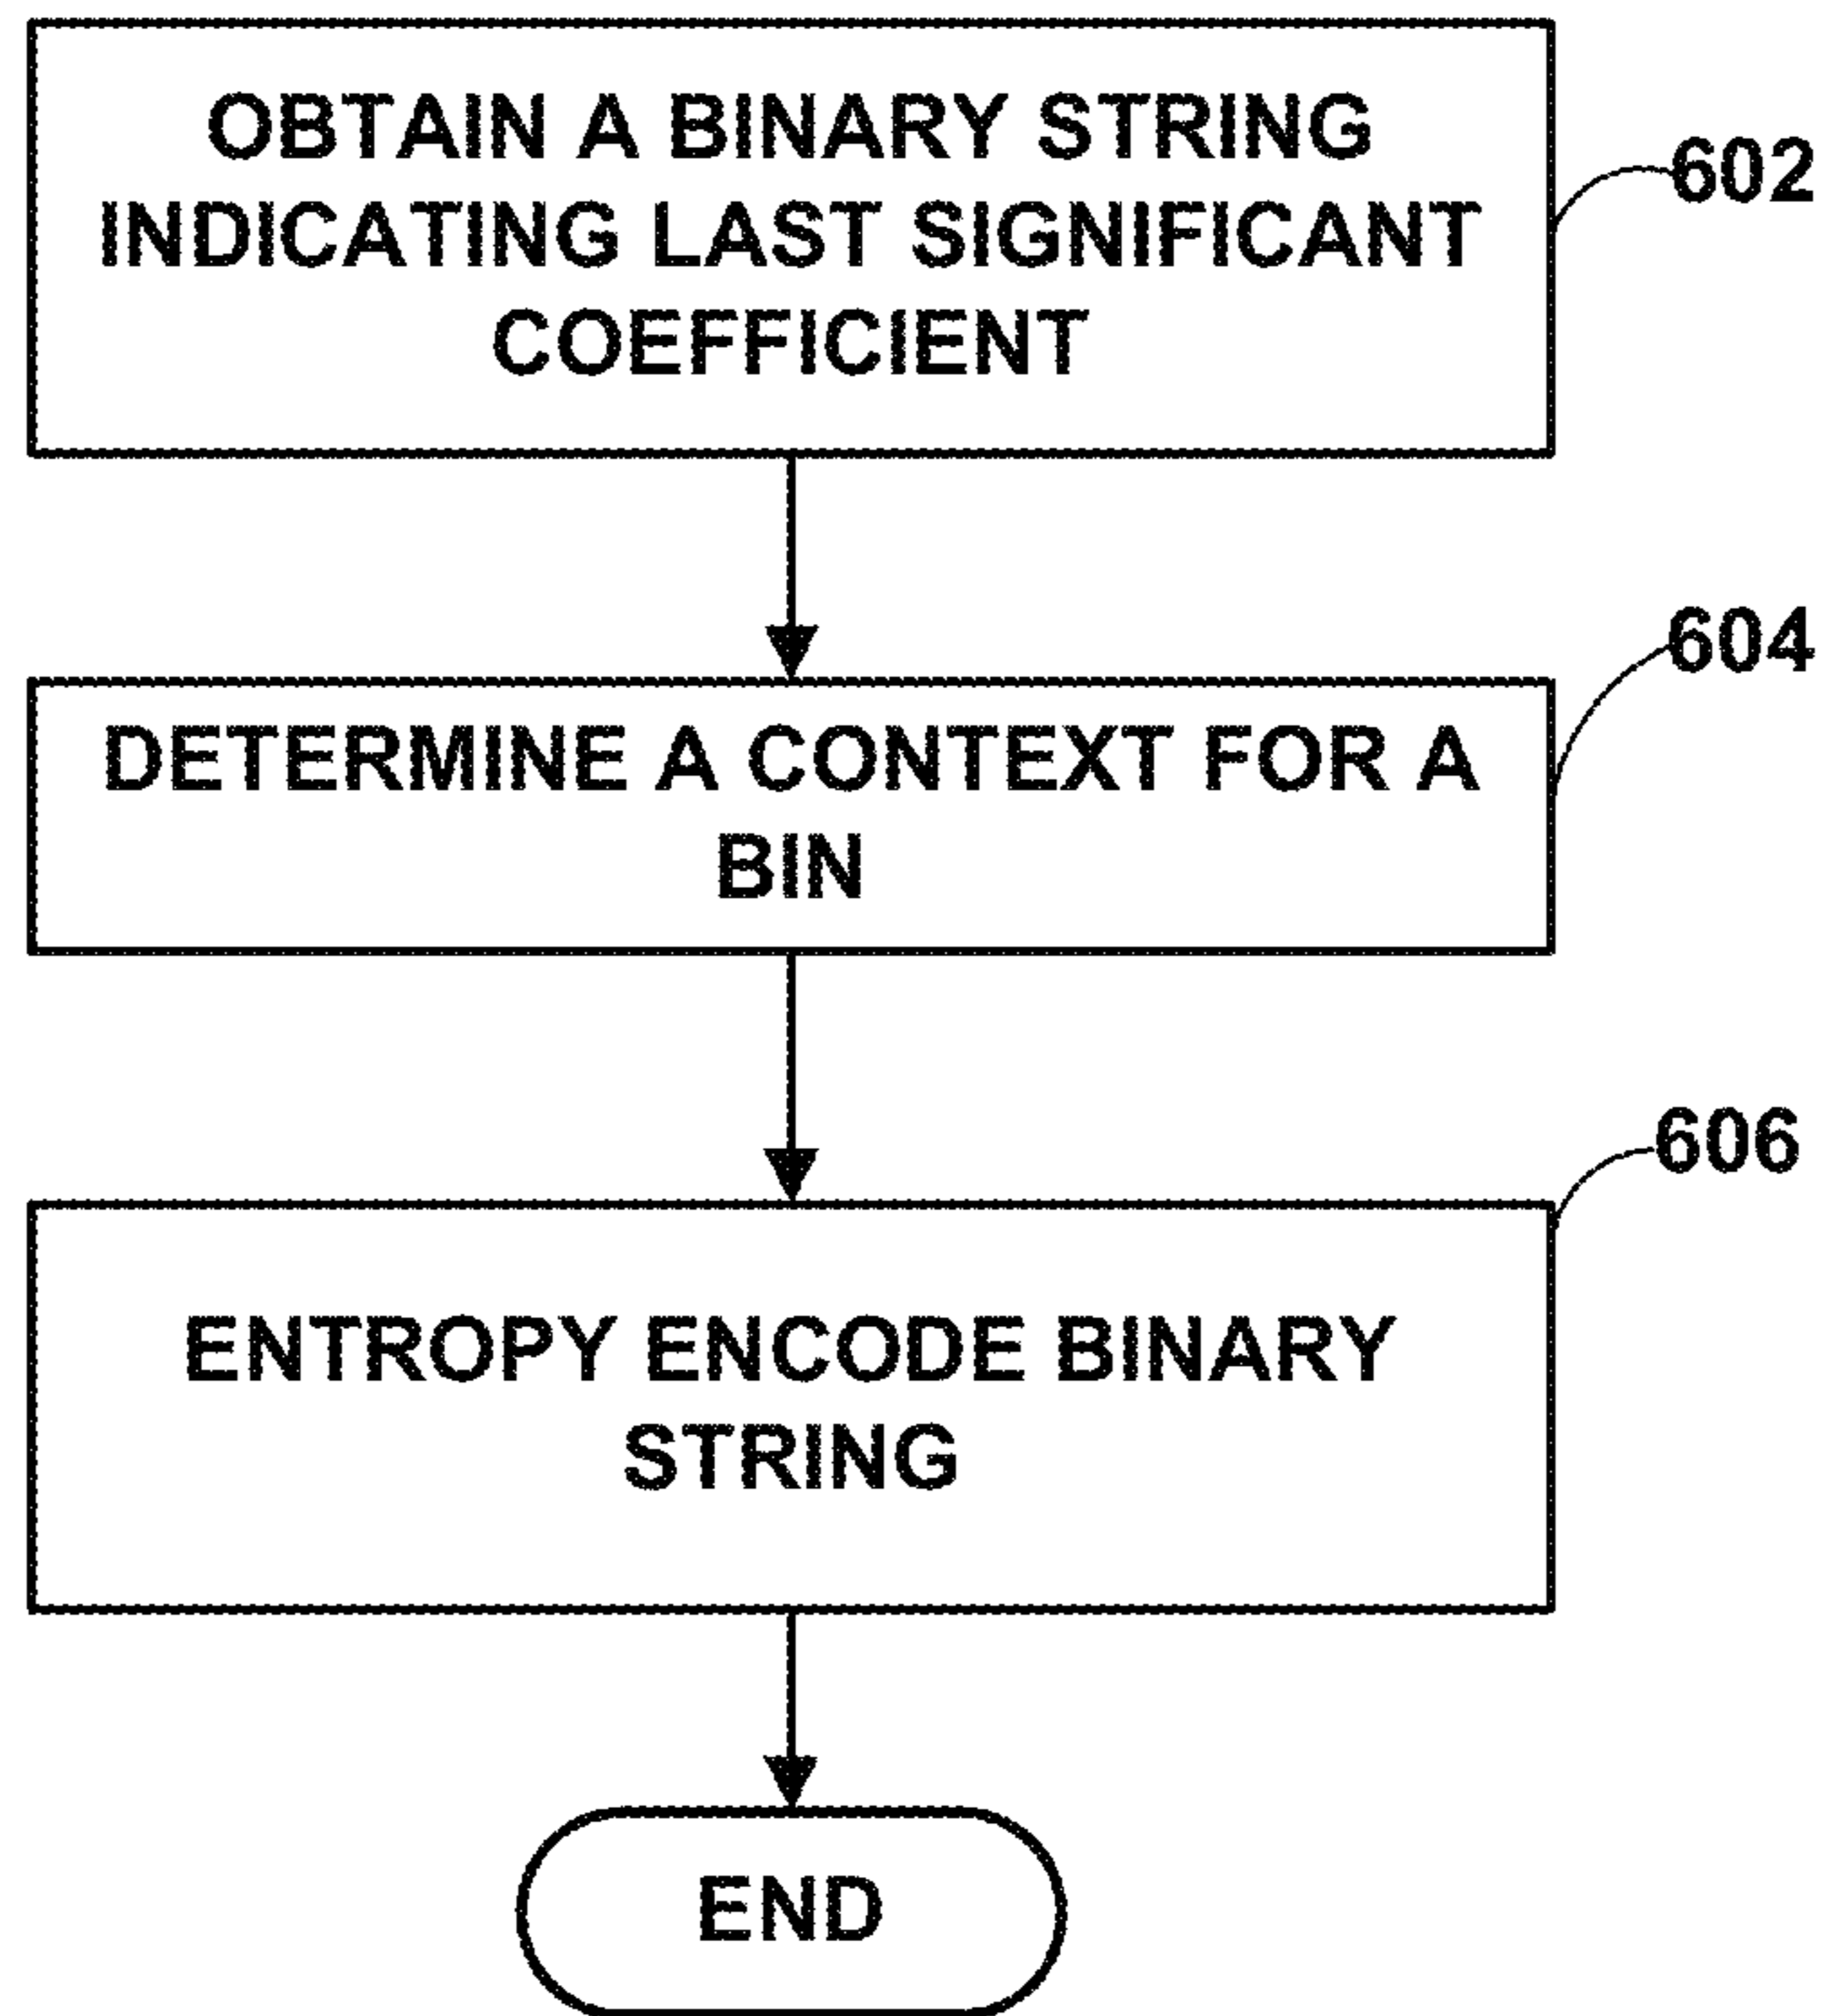 OBTAIN A BINARY STRING
INDICATING LAST SIGNIFICANT
COEFFICIENT
602
DETERMINE A CONTEXT FOR A
BIN
604
ENTROPY ENCODE BINARY
STRING
606
END